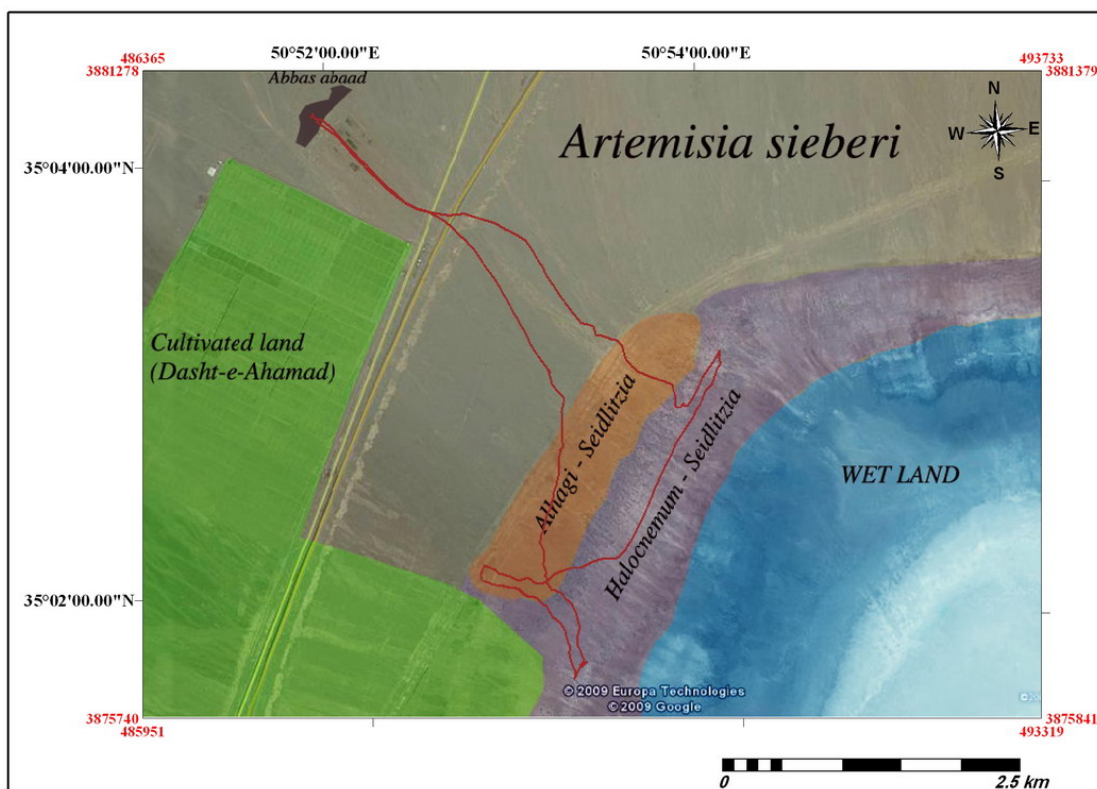 486365
50°52'00.00"E
50°54'00.00"E
493733
3881278
3881379
Abbas abaad
N
W
E
S
Artemisia sieberi
35°04'00.00"N
Cultivated land
(Dasht-e-Ahamad)
Alhagi - Seidlitzia
Halocnemum - Seidlitzia
WET LAND
35°02'00.00"N
© 2009 Europa Technologies
© 2009 Google
3875740
3875841
485951
493319
0
2.5 km